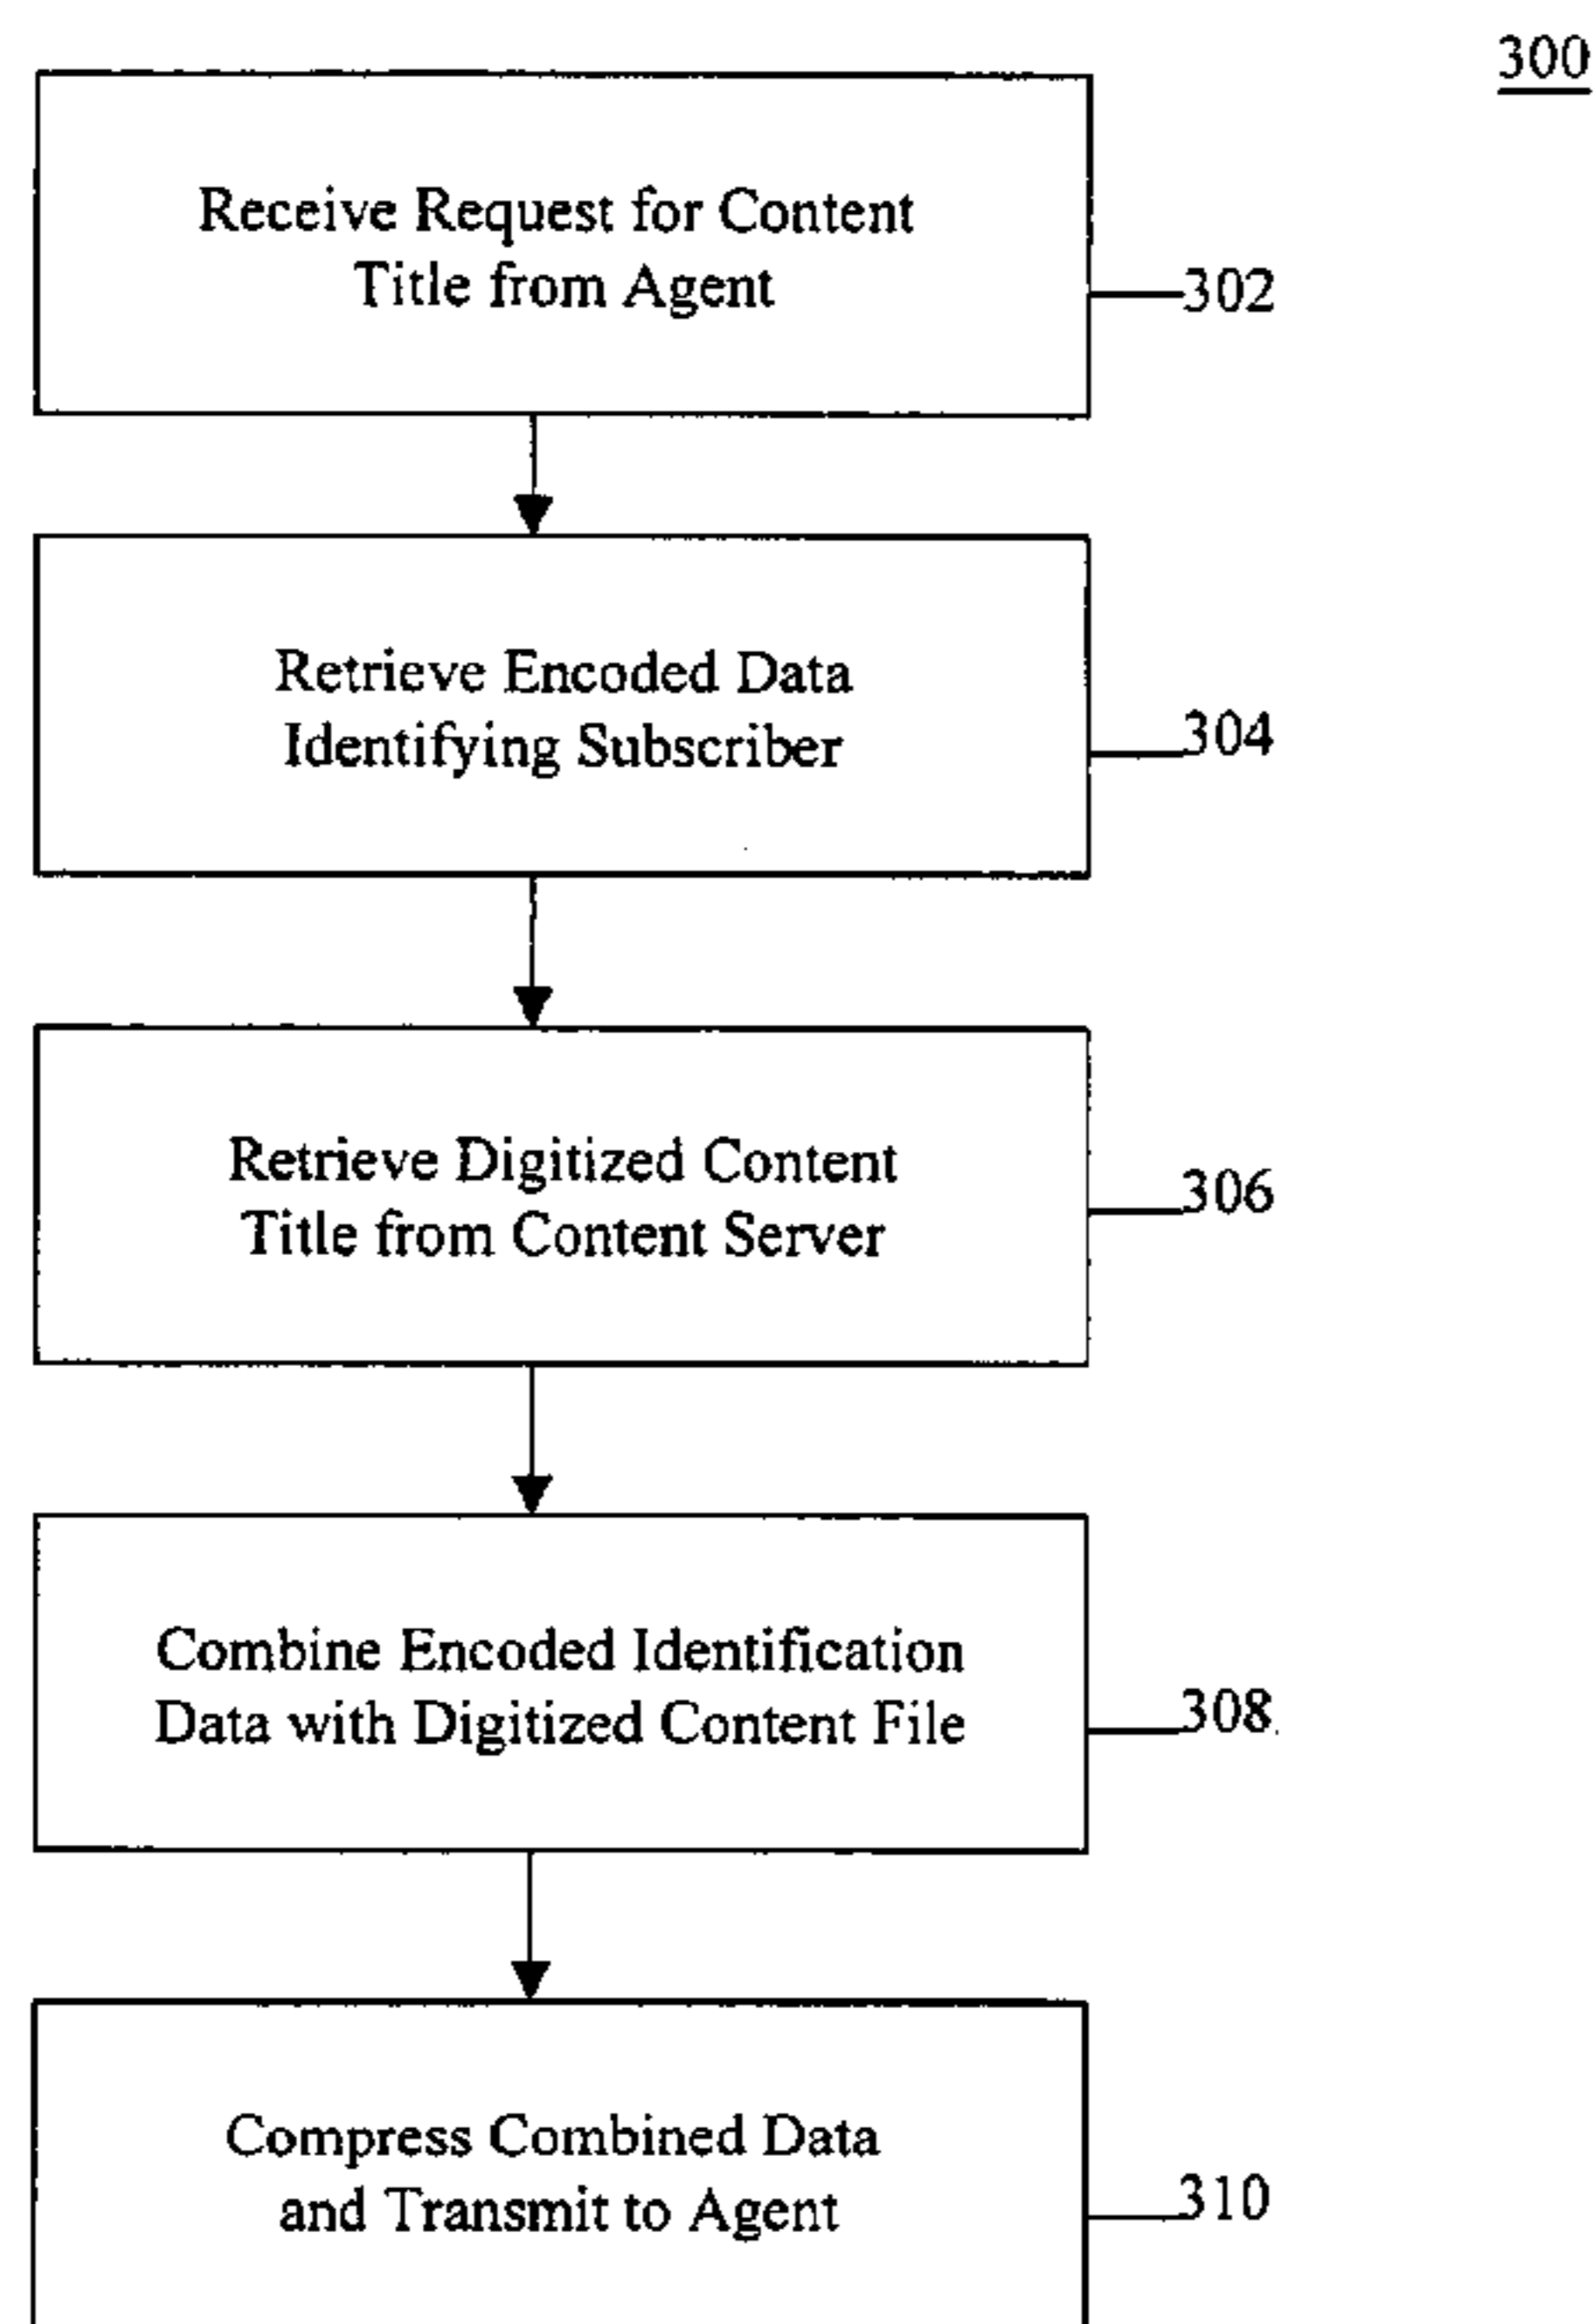 300
Receive Request for Content
Title from Agent
302
Retrieve Encoded Data
Identifying Subscriber
304
Retrieve Digitized Content
Title from Content Server
306
Combine Encoded Identification
Data with Digitized Content File
308
Compress Combined Data
and Transmit to Agent
310